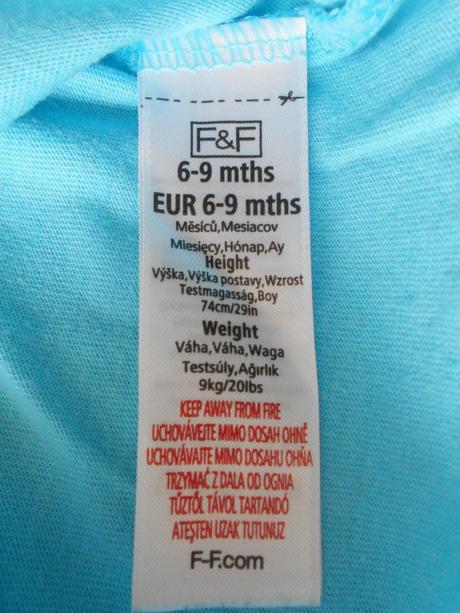 F&F
6-9 mths
EUR 6-9 mths
Měsíců,Mesiacov
Miesięcy,Hónap,Ay
Height
Výška,Výška postavy,Wzrost
Testmagasság,Boy
74cm/29in
Weight
Váha,Váha,Waga
Testsúly,Ağırlık
9kg/20lbs
KEEP AWAY FROM FIRE
UCHOVÁVEJTE MIMO DOSAH OHNĚ
UCHOVÁVAJTE MIMO DOSAHU OHŇA
TRZYMAĆ Z DALA OD OGNIA
TŰZTŐL TÁVOL TARTANDÓ
ATEŞTEN UZAK TUTUNUZ
F-F.com